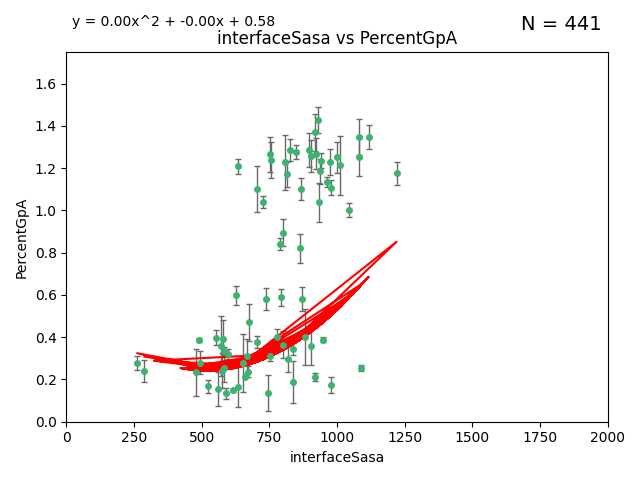 y = 0.00x^2 + -0.00x + 0.58
N = 441
interfaceSasa vs PercentGpA
PercentGpA
1.6
1.4
1.2
1.0
0.8
0.6
0.4
0.2
0.0
0 250 500 750 1000 1250 1500 1750 2000
interfaceSasa